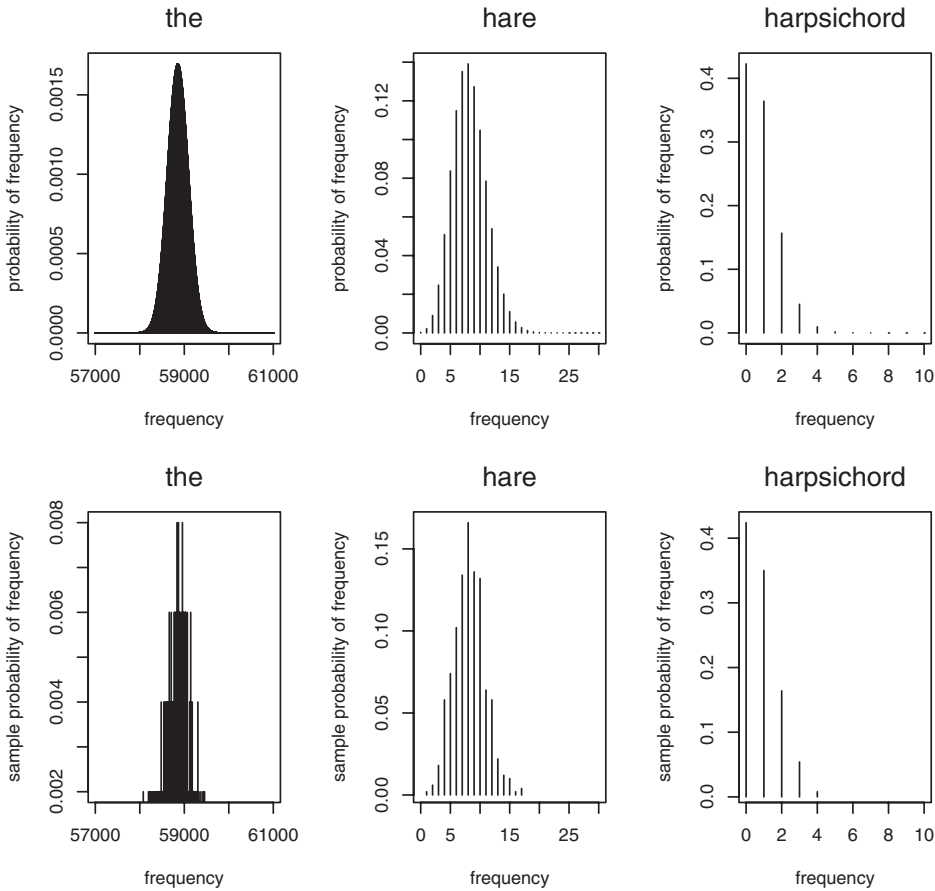 the
hare
harpsichord
probability of frequency
0.0000
0.0005
0.0010
0.0015
57000
59000
61000
frequency
probability of frequency
0.00
0.04
0.08
0.12
0
5
15
25
frequency
probability of frequency
0.0
0.1
0.2
0.3
0.4
0
2
4
6
8
10
frequency
the
hare
harpsichord
sample probability of frequency
0.002
0.004
0.006
0.008
57000
59000
61000
frequency
sample probability of frequency
0.00
0.05
0.10
0.15
0
5
15
25
frequency
sample probability of frequency
0.0
0.1
0.2
0.3
0.4
0
2
4
6
8
10
frequency